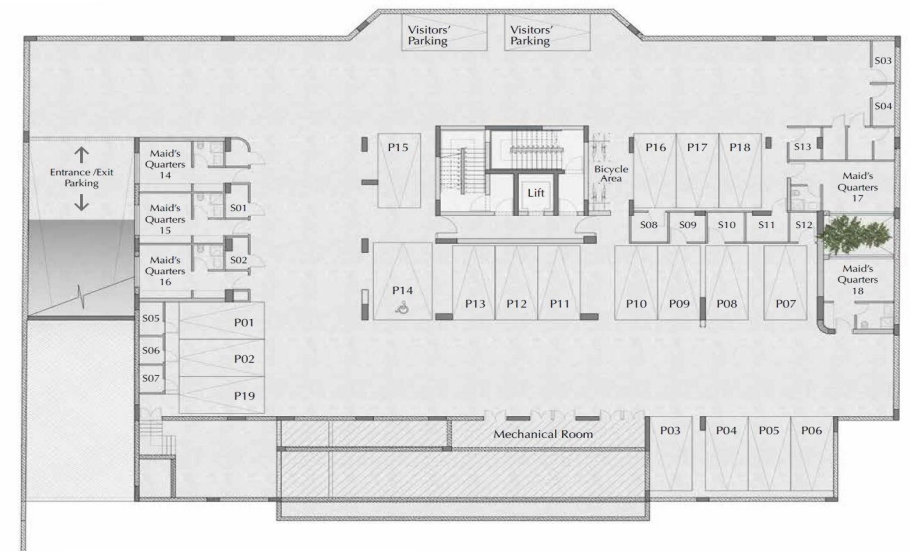 Visitors'
Parking
Visitors'
Parking
S03
S04
Entrance /Exit
Parking
Maid's
Quarters
14
P15
Lift
Bicycle
Area
P16
P17
P18
S13
Maid's
Quarters
17
Maid's
Quarters
15
S01
Maid's
Quarters
16
S02
S08
S09
S10
S11
S12
P14
P13
P12
P11
P10
P09
P08
P07
Maid's
Quarters
18
S05
P01
S06
P02
S07
P19
Mechanical Room
P03
P04
P05
P06